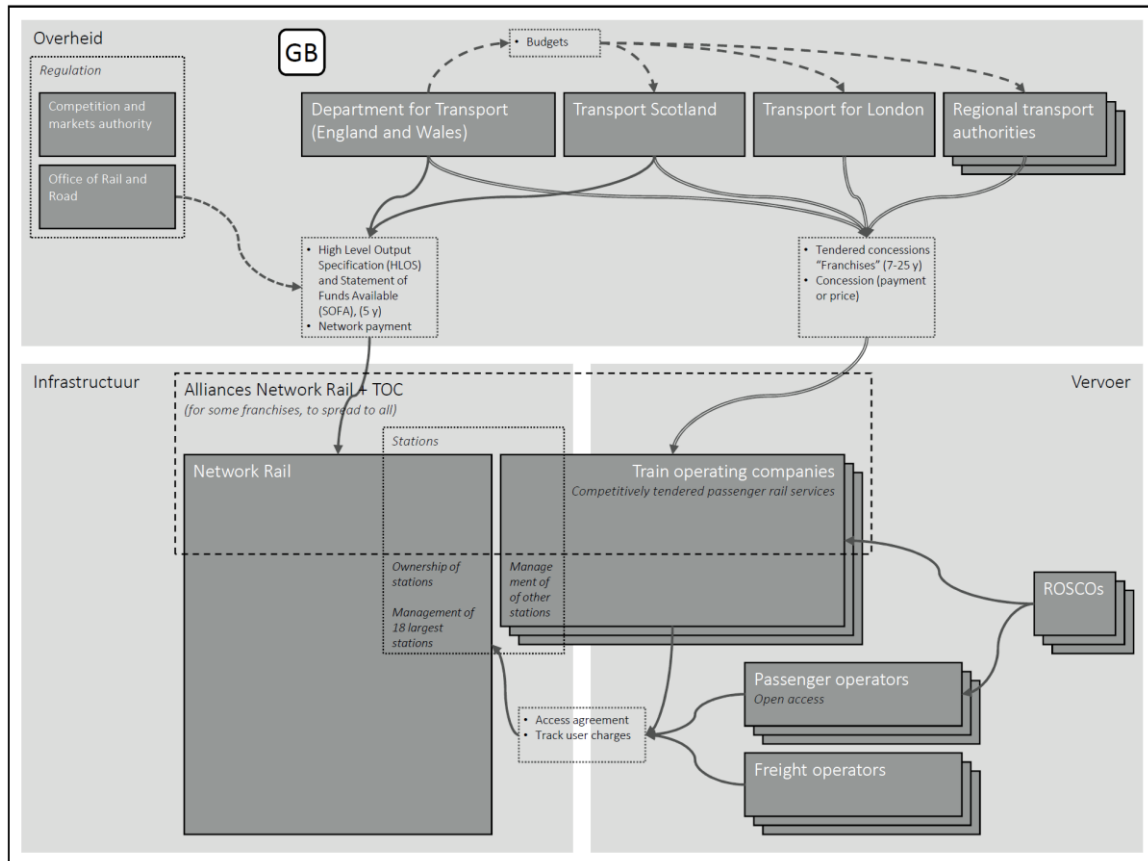 Overheid
GB
• Budgets
Regulation
Competition and
markets authority
Office of Rail and
Road
Department for Transport
(England and Wales)
Transport Scotland
Transport for London
Regional transport
authorities
• High Level Output
Specification (HLOS)
and Statement of
Funds Available
(SOFA), (5 y)
• Network payment
• Tendered concessions
“Franchises” (7-25 y)
• Concession (payment
or price)
Infrastructuur
Vervoer
Alliances Network Rail + TOC
(for some franchises, to spread to all)
Stations
Network Rail
Train operating companies
Competitively tendered passenger rail services
Ownership of
stations
Management of
18 largest
stations
Manage
ment of
of other
stations
ROSCOs
Passenger operators
Open access
• Access agreement
• Track user charges
Freight operators